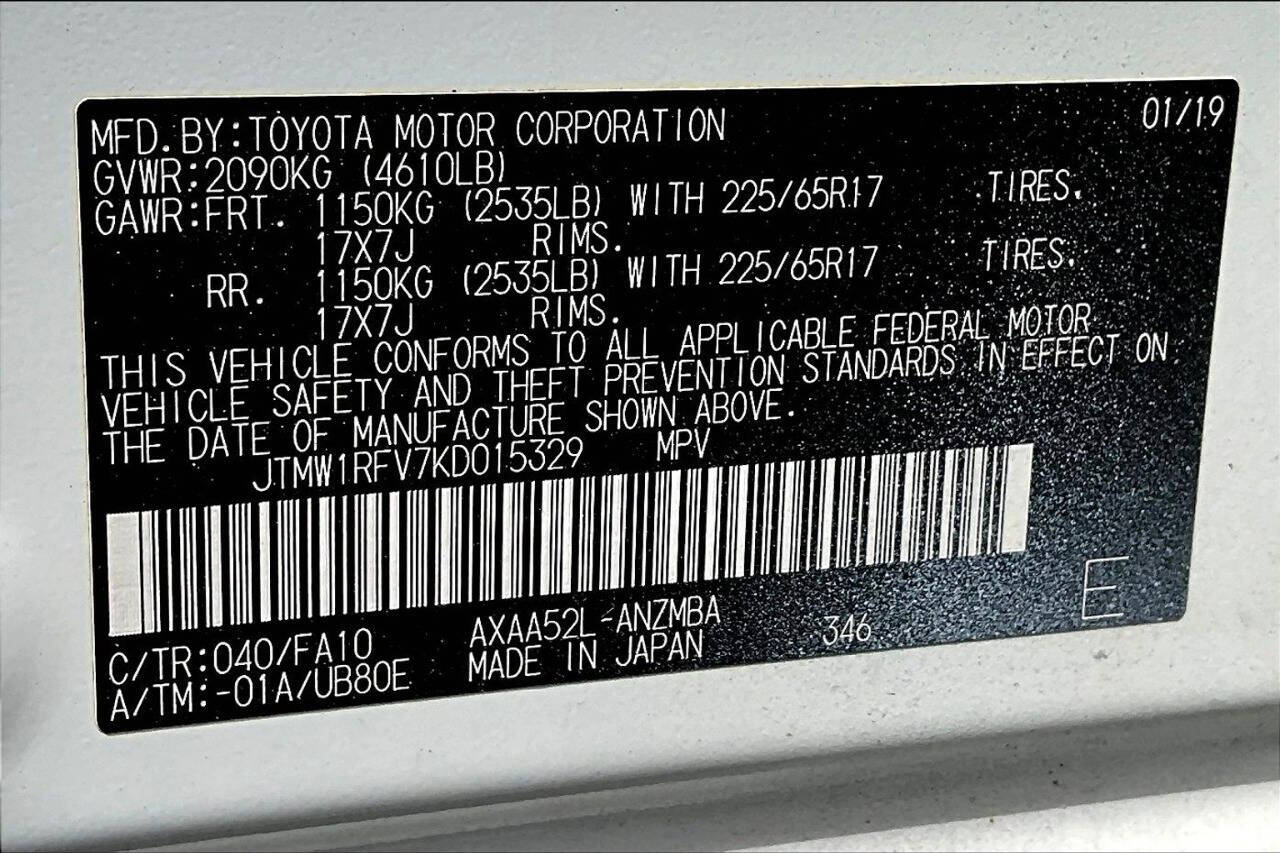 01/19
MFD. BY:TOYOTA MOTOR CORPORATION
GVWR:2090KG (4610LB)
GAWR:FRT. 1150KG (2535LB) WITH 225/65R17 TIRES,
17X7J RIMS.
RR. 1150KG (2535LB) WITH 225/65R17 TIRES,
17X7J RIMS.
THIS VEHICLE CONFORMS TO ALL APPLICABLE FEDERAL MOTOR
VEHICLE SAFETY AND THEFT PREVENTION STANDARDS IN EFFECT ON
THE DATE OF MANUFACTURE SHOWN ABOVE.
JTMW1RFV7KD015329 MPV
E
C/TR:040/FA10 AXAA52L-ANZMBA 346
A/TM:-01A/UB80E MADE IN JAPAN